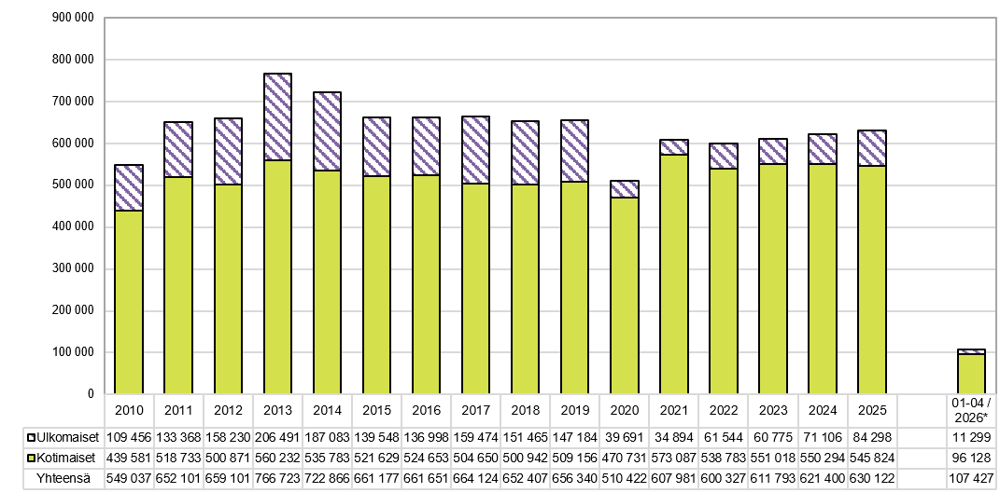 900 000
800 000
700 000
600 000
500 000
400 000
300 000
200 000
100 000
0
2010 2011 2012 2013 2014 2015 2016 2017 2018 2019 2020 2021 2022 2023 2024 2025 01-04 /
2026*
Ulkomaiset 109 456 133 368 158 230 206 491 187 083 139 548 136 998 159 474 151 465 147 184 39 691 34 894 61 544 60 775 71 106 84 298 11 299
Kotimaiset 439 581 518 733 500 871 560 232 535 783 521 629 524 653 504 650 500 942 509 156 470 731 573 087 538 783 551 018 550 294 545 824 96 128
Yhteensä 549 037 652 101 659 101 766 723 722 866 661 177 661 651 664 124 652 407 656 340 510 422 607 981 600 327 611 793 621 400 630 122 107 427